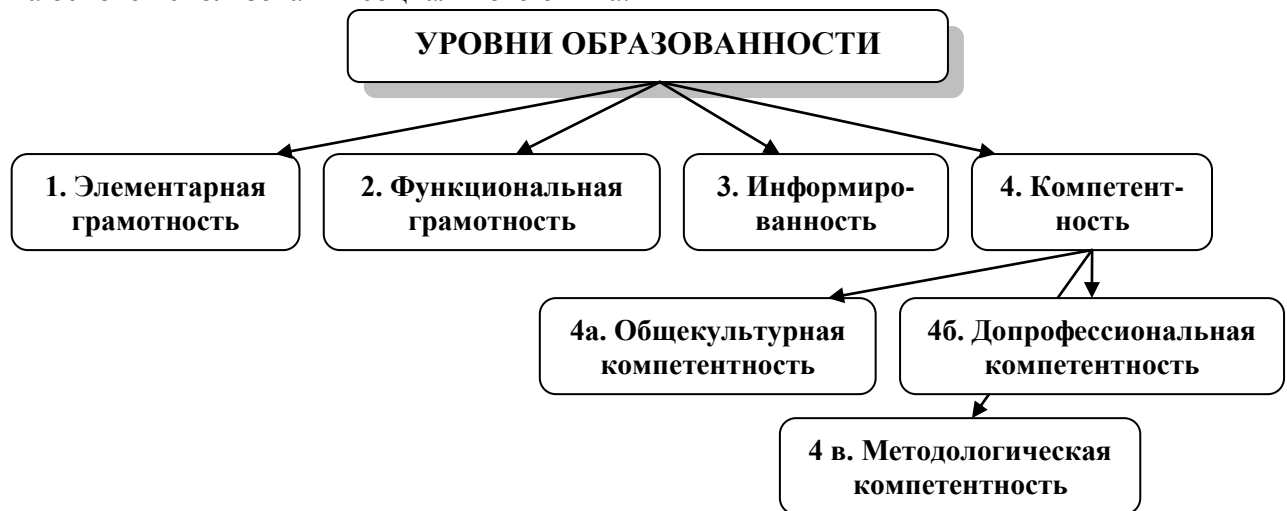 УРОВНИ ОБРАЗОВАННОСТИ
1. Элементарная
грамотность
2. Функциональная
грамотность
3. Информиро-
ванность
4. Компетент-
ность
4а. Общекультурная
компетентность
4б. Допрофессиональная
компетентность
4 в. Методологическая
компетентность